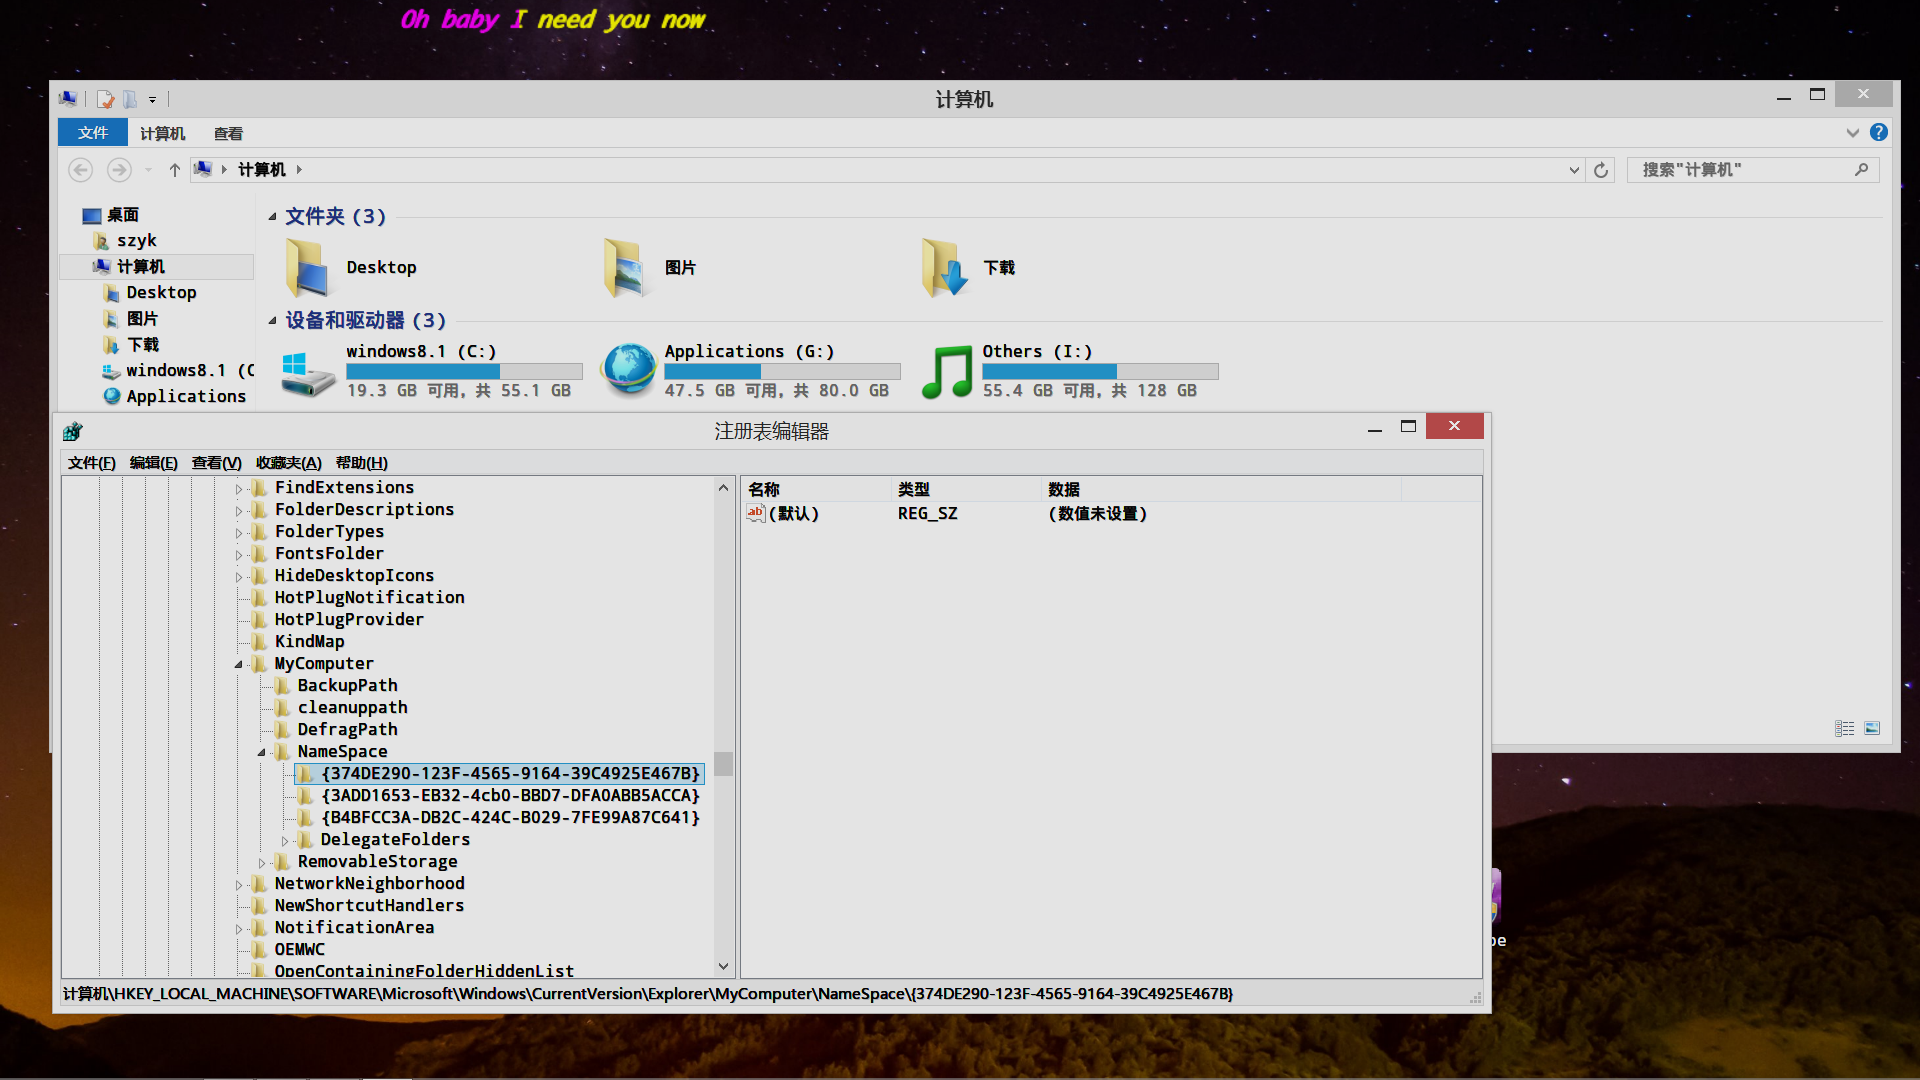 Oh baby I need you now
计算机
文件 计算机 查看
计算机
搜索"计算机"
桌面
szyk
计算机
Desktop
图片
下载
windows8.1 (C
Applications
文件夹 (3)
Desktop 图片 下载
设备和驱动器 (3)
windows8.1 (C:)
19.3 GB 可用, 共 55.1 GB
Applications (G:)
47.5 GB 可用, 共 80.0 GB
Others (I:)
55.4 GB 可用, 共 128 GB
注册表编辑器
文件(F) 编辑(E) 查看(V) 收藏夹(A) 帮助(H)
FindExtensions
FolderDescriptions
FolderTypes
FontsFolder
HideDesktopIcons
HotPlugNotification
HotPlugProvider
KindMap
MyComputer
BackupPath
cleanuppath
DefragPath
NameSpace
{374DE290-123F-4565-9164-39C4925E467B}
{3ADD1653-EB32-4cb0-BBD7-DFA0ABB5ACCA}
{B4BFCC3A-DB2C-424C-B029-7FE99A87C641}
DelegateFolders
RemovableStorage
NetworkNeighborhood
NewShortcutHandlers
NotificationArea
OEMWC
OpenContainingFolderHiddenList
名称 类型 数据
ab (默认) REG_SZ (数值未设置)
计算机\HKEY_LOCAL_MACHINE\SOFTWARE\Microsoft\Windows\CurrentVersion\Explorer\MyComputer\NameSpace\{374DE290-123F-4565-9164-39C4925E467B}